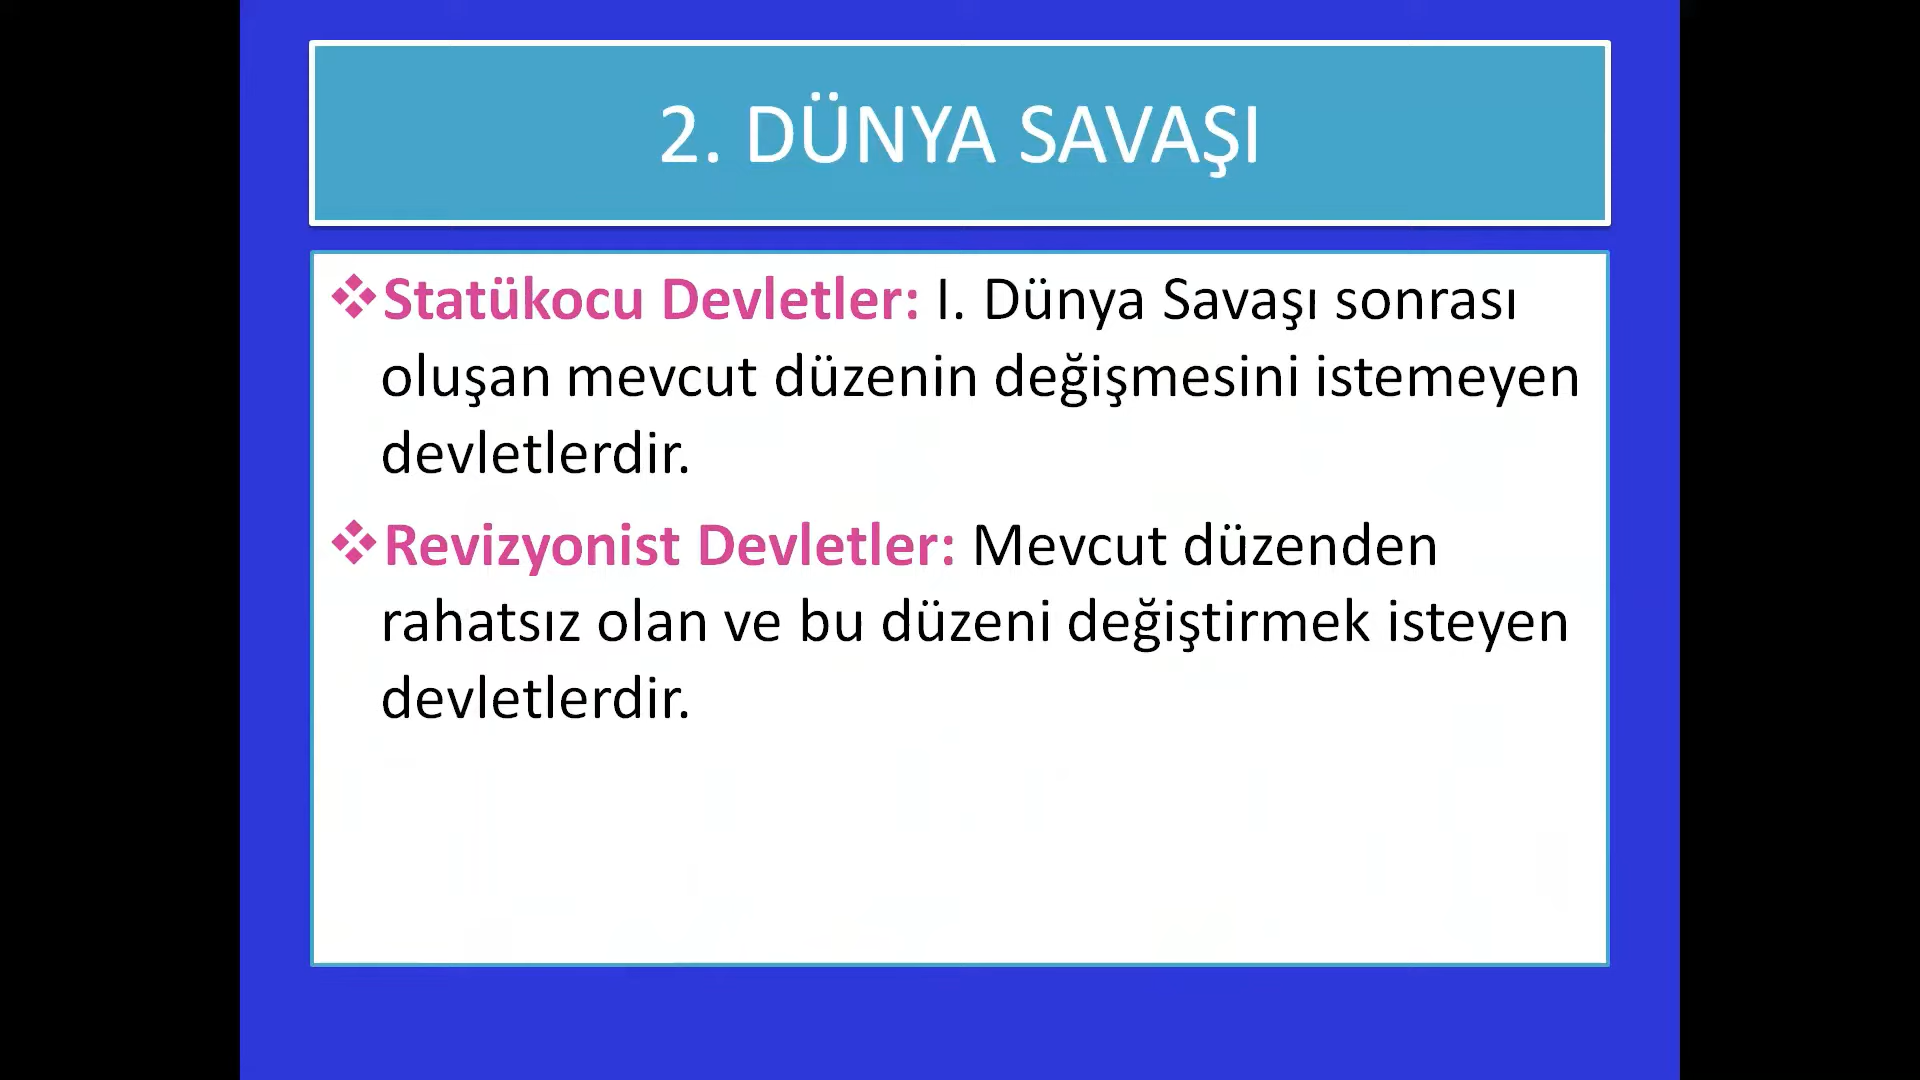 2. DÜNYA SAVAŞI
❖Statükocu Devletler: I. Dünya Savaşı sonrası
oluşan mevcut düzenin değişmesini istemeyen
devletlerdir.
❖Revizyonist Devletler: Mevcut düzenden
rahatsız olan ve bu düzeni değiştirmek isteyen
devletlerdir.